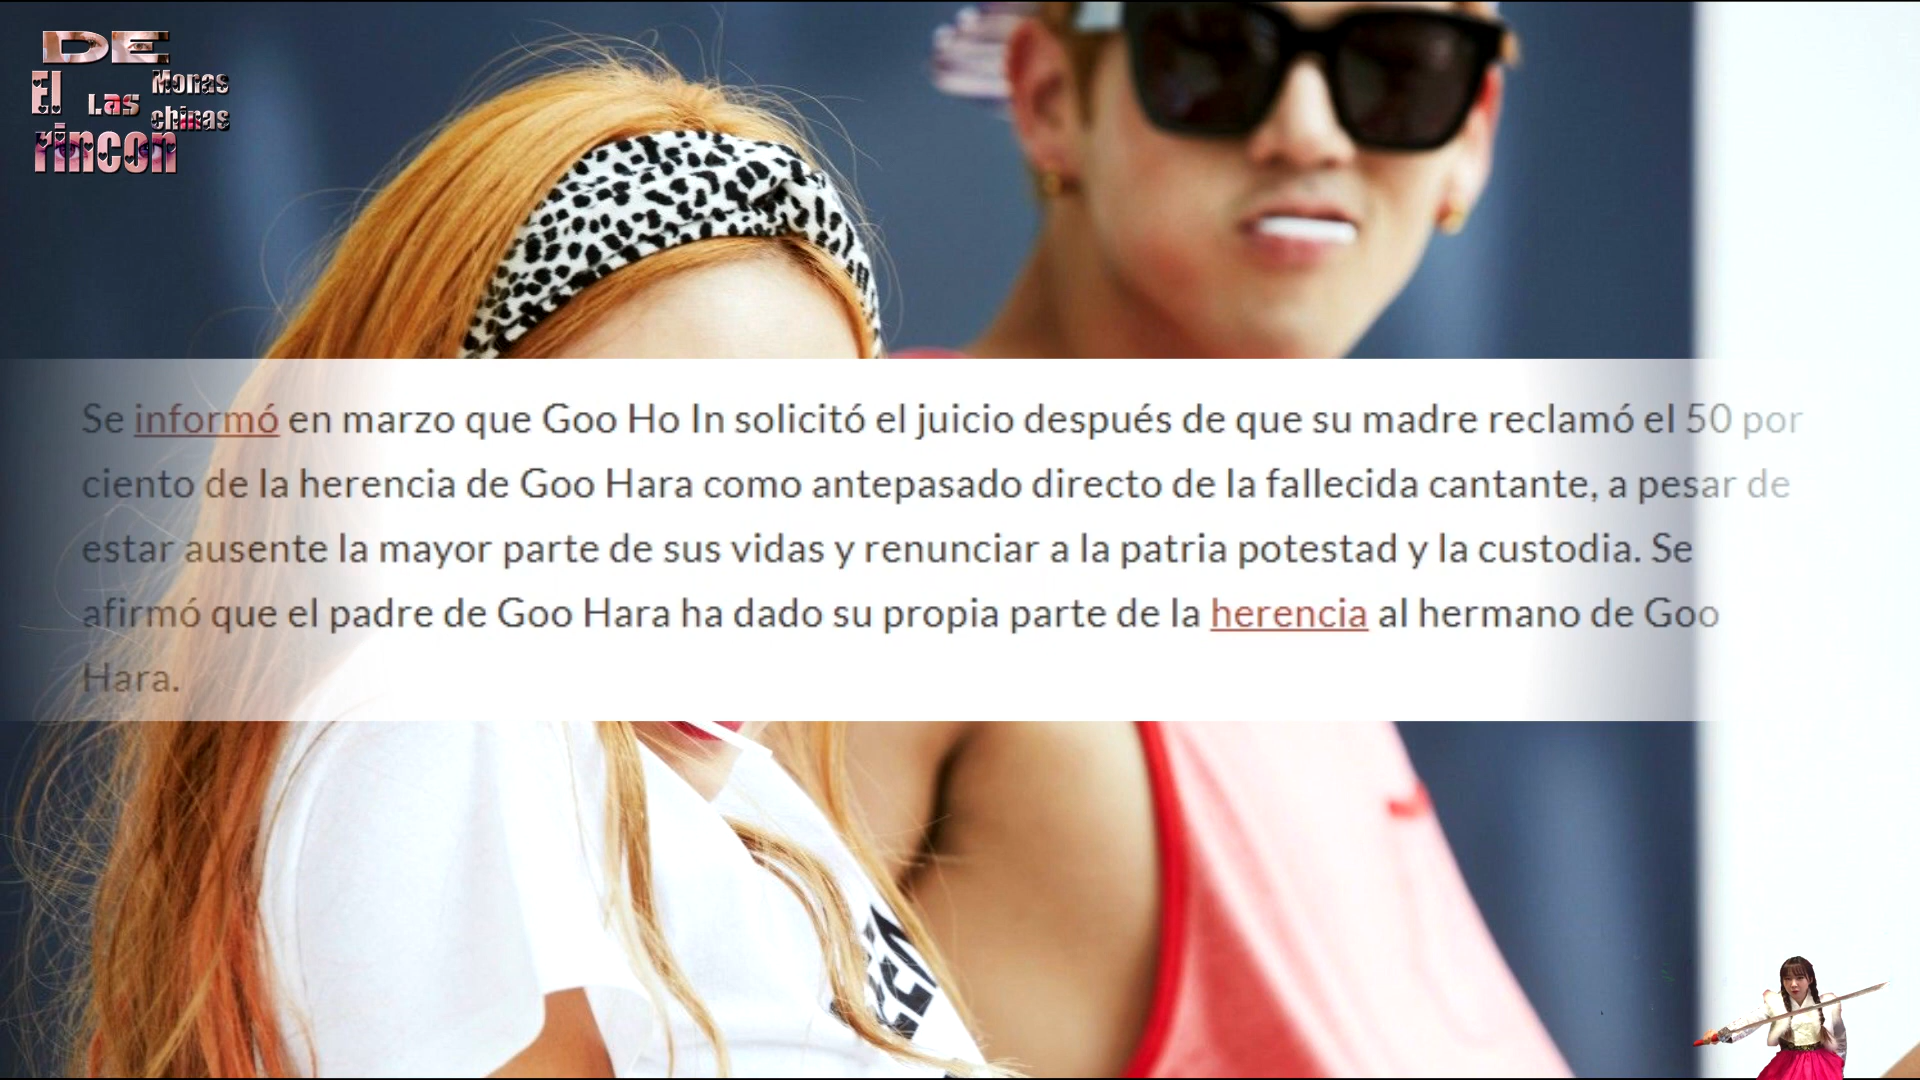 DE
El Las Monas
chinas
rincon
Se informó en marzo que Goo Ho In solicitó el juicio después de que su madre reclamó el 50 por
ciento de la herencia de Goo Hara como antepasado directo de la fallecida cantante, a pesar de
estar ausente la mayor parte de sus vidas y renunciar a la patria potestad y la custodia. Se
afirmó que el padre de Goo Hara ha dado su propia parte de la herencia al hermano de Goo
Hara.